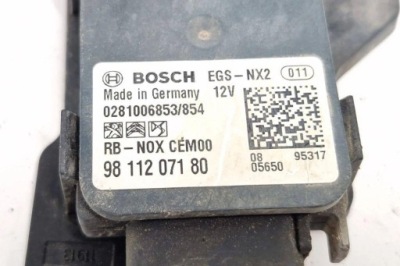 BOSCH EGS-NX2 011
Made in Germany 12V
0281006853/854
RB-NOX CEM00
98 112 071 80
08 95317
05650